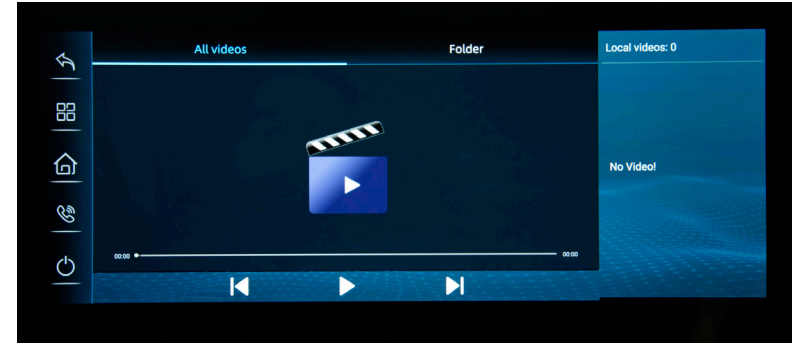 All videos
Folder
Local videos: 0
No Video!
00:00
00:00